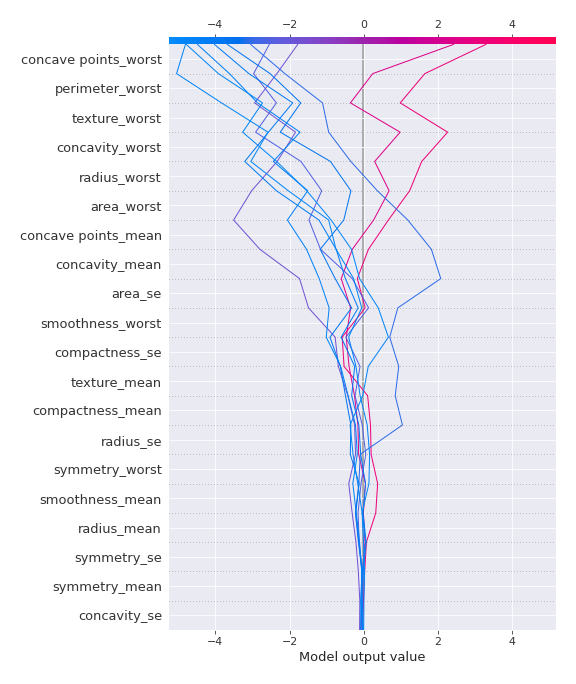 −4 −2 0 2 4
concave points_worst
perimeter_worst
texture_worst
concavity_worst
radius_worst
area_worst
concave points_mean
concavity_mean
area_se
smoothness_worst
compactness_se
texture_mean
compactness_mean
radius_se
symmetry_worst
smoothness_mean
radius_mean
symmetry_se
symmetry_mean
concavity_se
−4 −2 0 2 4
Model output value